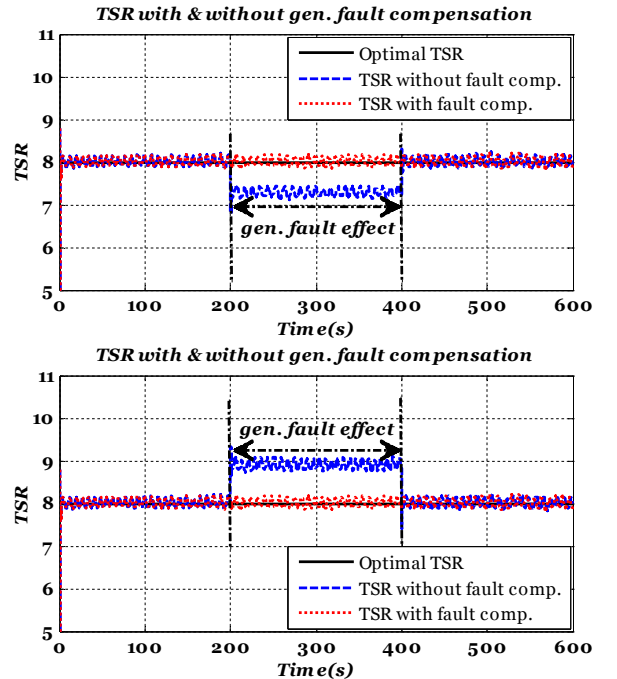 TSR with & without gen. fault compensation
11
10
9
8
7
6
5
TSR
Optimal TSR
TSR without fault comp.
TSR with fault comp.
gen. fault effect
0 100 200 300 400 500 600
Time(s)
TSR with & without gen. fault compensation
11
10
9
8
7
6
5
TSR
gen. fault effect
Optimal TSR
TSR without fault comp.
TSR with fault comp.
0 100 200 300 400 500 600
Time(s)